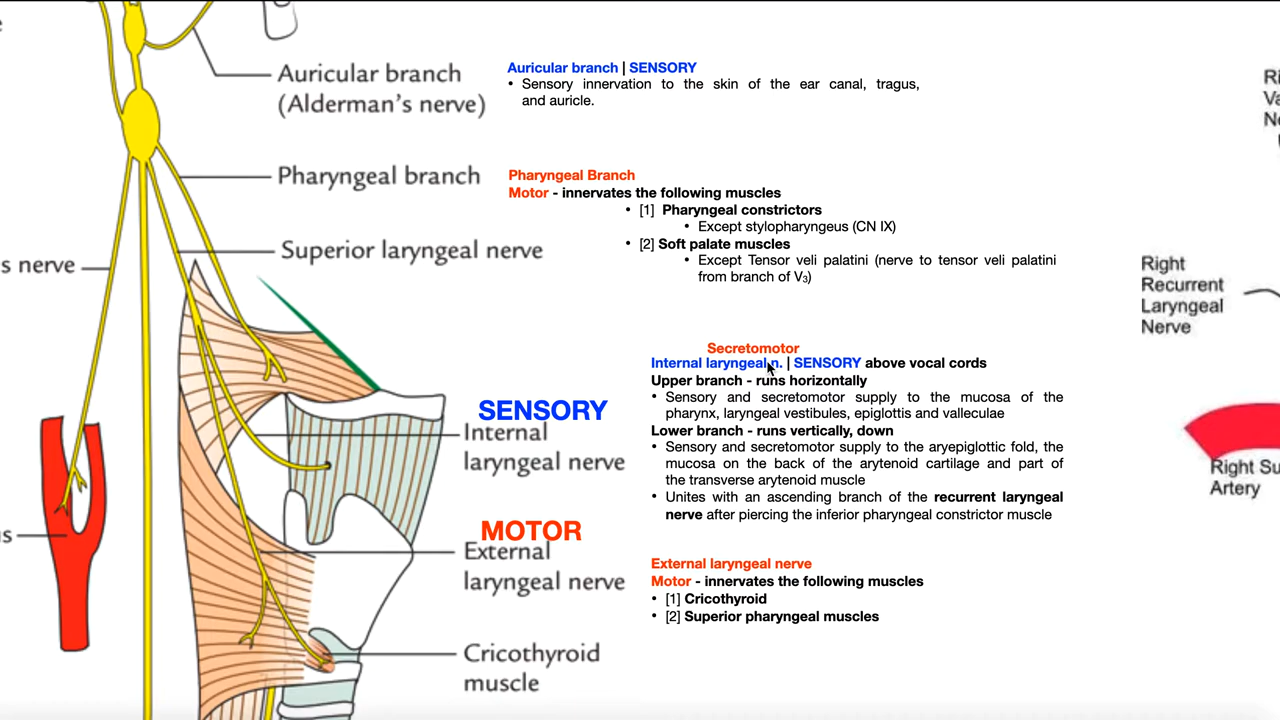 Auricular branch
(Alderman's nerve)
Auricular branch | SENSORY
• Sensory innervation to the skin of the ear canal, tragus,
and auricle.
Pharyngeal branch
Pharyngeal Branch
Motor - innervates the following muscles
• [1] Pharyngeal constrictors
• Except stylopharyngeus (CN IX)
• [2] Soft palate muscles
• Except Tensor veli palatini (nerve to tensor veli palatini
from branch of V₃)
Superior laryngeal nerve
s nerve
Secretomotor
Internal laryngeal n. | SENSORY above vocal cords
Upper branch - runs horizontally
• Sensory and secretomotor supply to the mucosa of the
pharynx, laryngeal vestibules, epiglottis and valleculae
Lower branch - runs vertically, down
• Sensory and secretomotor supply to the aryepiglottic fold, the
mucosa on the back of the arytenoid cartilage and part of
the transverse arytenoid muscle
• Unites with an ascending branch of the recurrent laryngeal
nerve after piercing the inferior pharyngeal constrictor muscle
SENSORY
Internal
laryngeal nerve
MOTOR
External
laryngeal nerve
External laryngeal nerve
Motor - innervates the following muscles
• [1] Cricothyroid
• [2] Superior pharyngeal muscles
Cricothyroid
muscle
Right
Recurrent
Laryngeal
Nerve
Right Su
Artery